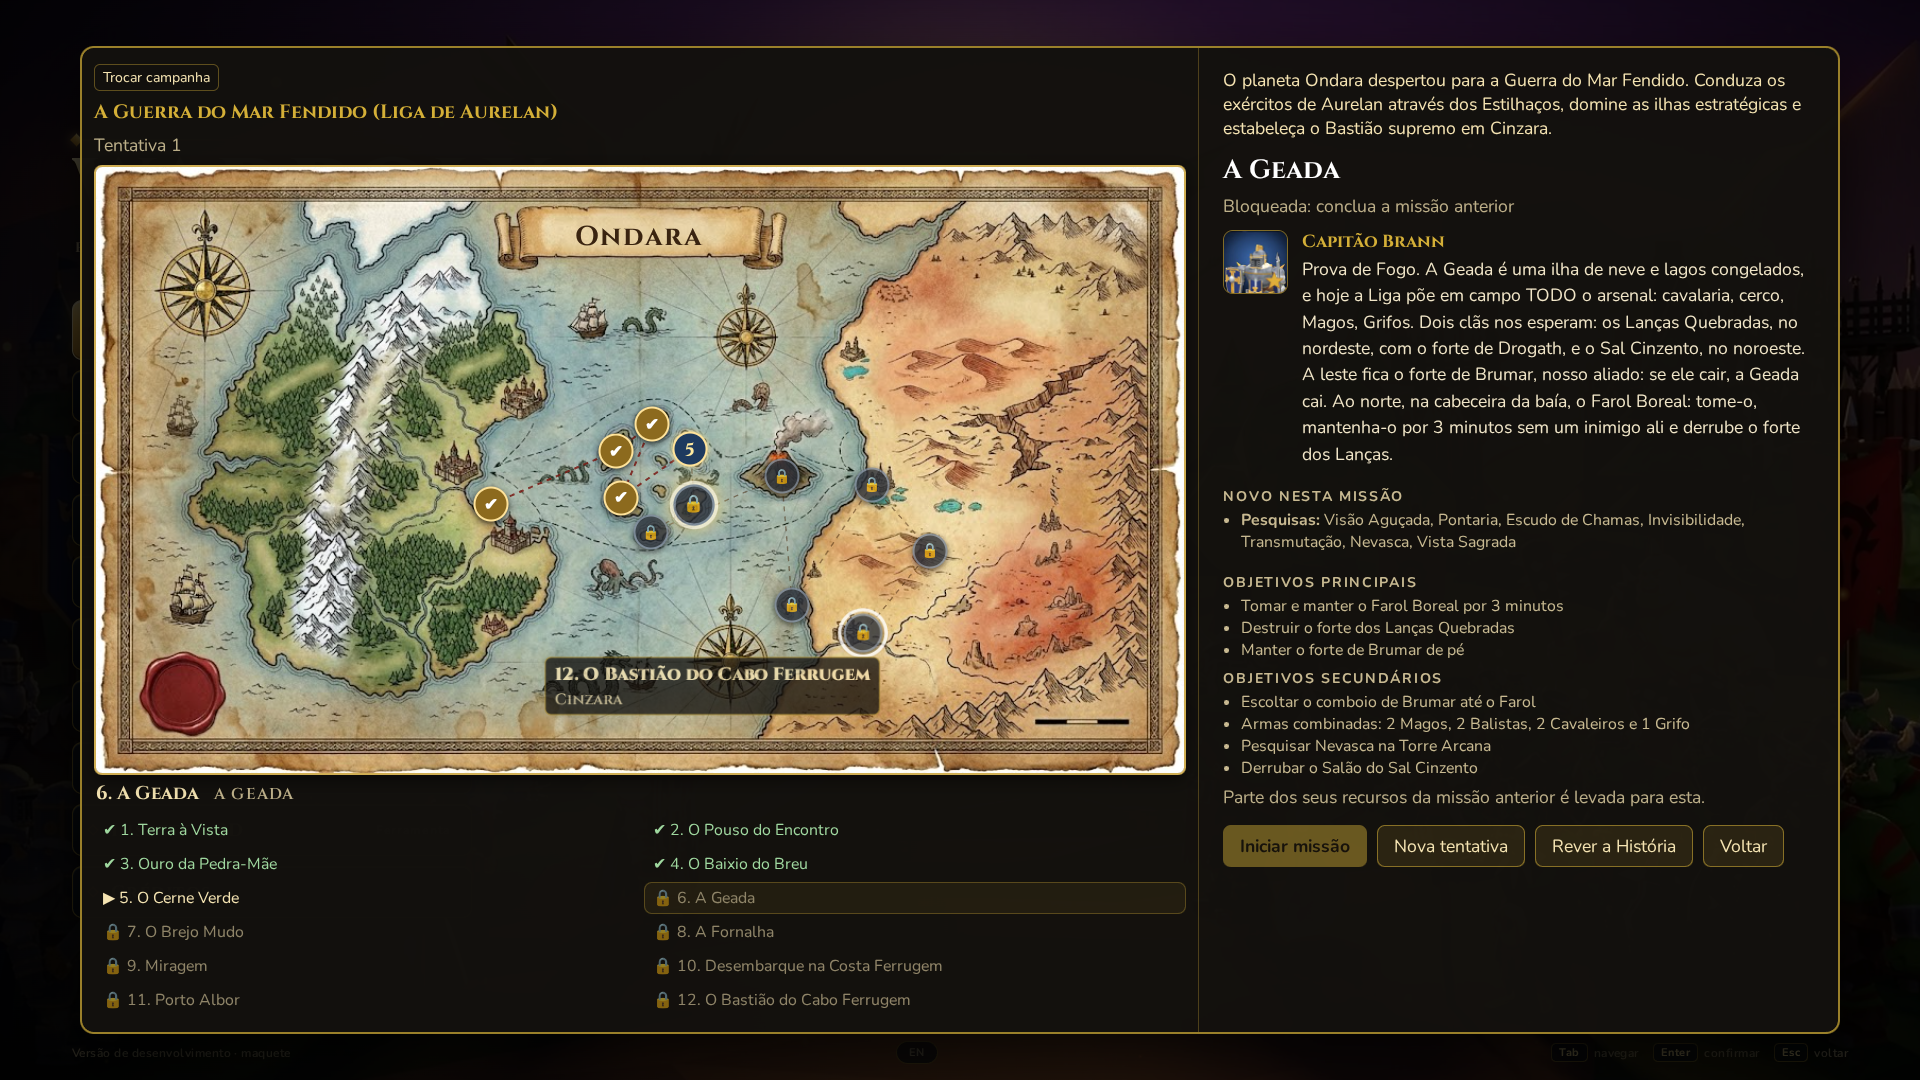 Trocar campanha
A Guerra do Mar Fendido (Liga de Aurelan)
Tentativa 1
Ondara
✔
✔
5
✔
✔
12. O Bastião do Cabo Ferrugem
Cinzara
6. A Geada A Geada
✔ 1. Terra à Vista
✔ 2. O Pouso do Encontro
✔ 3. Ouro da Pedra-Mãe
✔ 4. O Baixio do Breu
▶ 5. O Cerne Verde
🔒 6. A Geada
🔒 7. O Brejo Mudo
🔒 8. A Fornalha
🔒 9. Miragem
🔒 10. Desembarque na Costa Ferrugem
🔒 11. Porto Albor
🔒 12. O Bastião do Cabo Ferrugem
O planeta Ondara despertou para a Guerra do Mar Fendido. Conduza os
exércitos de Aurelan através dos Estilhaços, domine as ilhas estratégicas e
estabeleça o Bastião supremo em Cinzara.
A Geada
Bloqueada: conclua a missão anterior
Capitão Brann
Prova de Fogo. A Geada é uma ilha de neve e lagos congelados,
e hoje a Liga põe em campo TODO o arsenal: cavalaria, cerco,
Magos, Grifos. Dois clãs nos esperam: os Lanças Quebradas, no
nordeste, com o forte de Drogath, e o Sal Cinzento, no noroeste.
A leste fica o forte de Brumar, nosso aliado: se ele cair, a Geada
cai. Ao norte, na cabeceira da baía, o Farol Boreal: tome-o,
mantenha-o por 3 minutos sem um inimigo ali e derrube o forte
dos Lanças.
NOVO NESTA MISSÃO
• Pesquisas: Visão Aguçada, Pontaria, Escudo de Chamas, Invisibilidade,
Transmutação, Nevasca, Vista Sagrada
OBJETIVOS PRINCIPAIS
• Tomar e manter o Farol Boreal por 3 minutos
• Destruir o forte dos Lanças Quebradas
• Manter o forte de Brumar de pé
OBJETIVOS SECUNDÁRIOS
• Escoltar o comboio de Brumar até o Farol
• Armas combinadas: 2 Magos, 2 Balistas, 2 Cavaleiros e 1 Grifo
• Pesquisar Nevasca na Torre Arcana
• Derrubar o Salão do Sal Cinzento
Parte dos seus recursos da missão anterior é levada para esta.
Iniciar missão
Nova tentativa
Rever a História
Voltar
Versão de desenvolvimento · maquete
EN
Tab navegar Enter confirmar Esc voltar